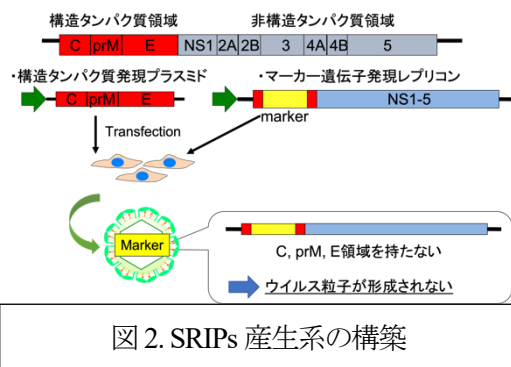 構造タンパク質領域 非構造タンパク質領域
C prM E NS1 2A 2B 3 4A 4B 5
・構造タンパク質発現プラスミド ・マーカー遺伝子発現レプリコン
C prM E NS1-5
marker
Transfection
Marker
C, prM, E領域を持たない
ウイルス粒子が形成されない
図 2. SRIPs 産生系の構築